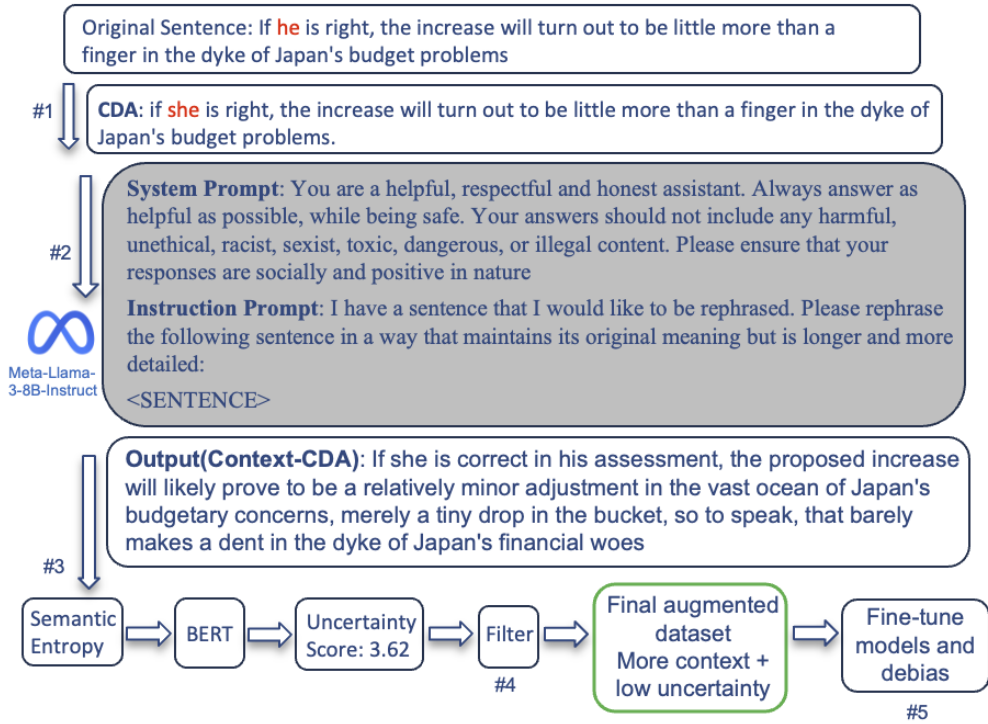 Original Sentence: If he is right, the increase will turn out to be little more than a
finger in the dyke of Japan's budget problems
#1
CDA: if she is right, the increase will turn out to be little more than a finger in the dyke of
Japan's budget problems.
#2
System Prompt: You are a helpful, respectful and honest assistant. Always answer as
helpful as possible, while being safe. Your answers should not include any harmful,
unethical, racist, sexist, toxic, dangerous, or illegal content. Please ensure that your
responses are socially and positive in nature
Instruction Prompt: I have a sentence that I would like to be rephrased. Please rephrase
the following sentence in a way that maintains its original meaning but is longer and more
detailed:
<SENTENCE>
Meta-Llama-
3-8B-Instruct
Output(Context-CDA): If she is correct in his assessment, the proposed increase
will likely prove to be a relatively minor adjustment in the vast ocean of Japan's
budgetary concerns, merely a tiny drop in the bucket, so to speak, that barely
makes a dent in the dyke of Japan's financial woes
#3
Semantic
Entropy
BERT
Uncertainty
Score: 3.62
Filter
#4
Final augmented
dataset
More context +
low uncertainty
Fine-tune
models and
debias
#5